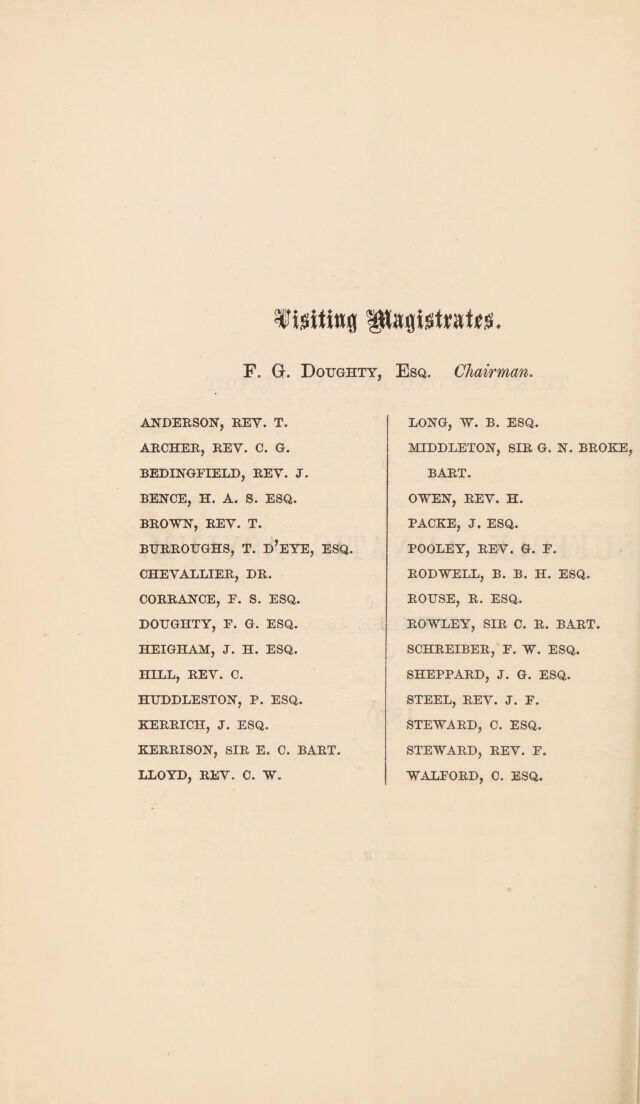 Visiting Magistrates.
F. G. DOUGHTY, ESQ. Chairman.
ANDERSON, REV. T.
ARCHER, REV. C. G.
BEDINGFIELD, REV. J.
BENCE, H. A. S. ESQ.
BROWN, REV. T.
BURROUGHS, T. D'EYE, ESQ.
CHEVALLIER, DR.
CORRANCE, F. S. ESQ.
DOUGHTY, F. G. ESQ.
HEIGHAM, J. H. ESQ.
HILL, REV. C.
HUDDLESTON, P. ESQ.
KERRICH, J. ESQ.
KERRISON, SIR E. C. BART.
LLOYD, REV. C. W.
LONG, W. B. ESQ.
MIDDLETON, SIR G. N. BROKE,
BART.
OWEN, REV. H.
PACKE, J. ESQ.
POOLEY, REV. G. F.
RODWELL, B. B. H. ESQ.
ROUSE, R. ESQ.
ROWLEY, SIR C. R. BART.
SCHREIBER, F. W. ESQ.
SHEPPARD, J. G. ESQ.
STEEL, REV. J. F.
STEWARD, C. ESQ.
STEWARD, REV. F.
WALFORD, C. ESQ.